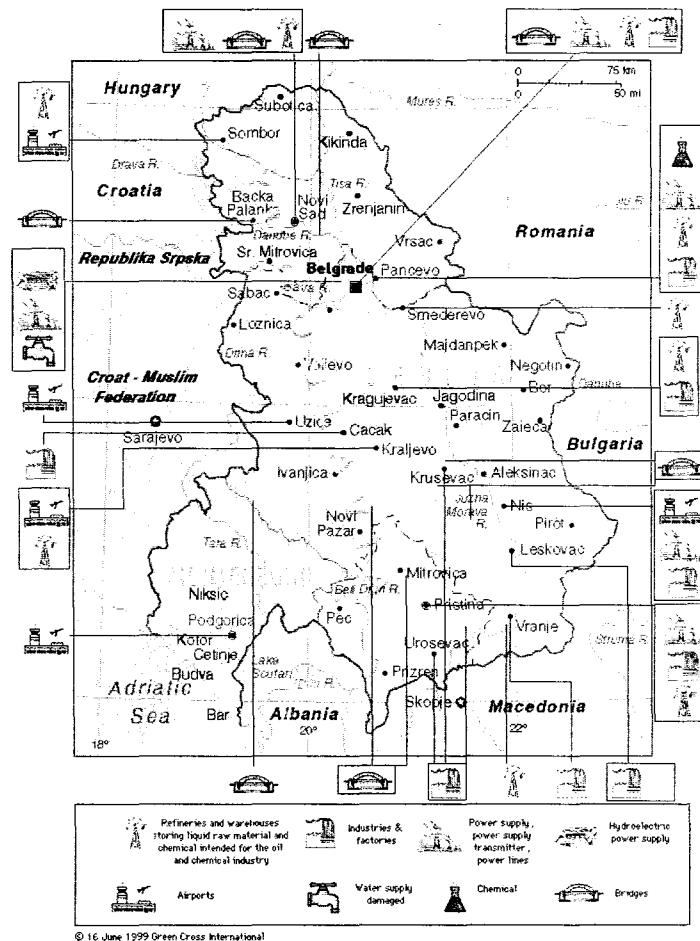 0 75 km
0 50 mi
Hungary
Subotica
Mures R.
Sombor
Kikinda
Drava R.
Croatia
Tisa R.
Backa
Palanka
Novi
Sad
Zrenjanin
Romania
Danube R.
Vrsac
Republika Srpska
Sr. Mitrovica
Belgrade
Pancevo
Sava R.
Sabac
Smederevo
Loznica
Majdanpek
Drina R.
Negotin
Croat - Muslim
Federation
Kragujevac
Jagodina
Bor
Danube
Uzice
Paracin
Sarajevo
Cacak
Bulgaria
Kraljevo
Ivanjica
Krusevac
Aleksinac
Juzna
Morava
R.
Nis
Novi
Pazar
Pirot
Tara R.
Leskovac
Mitrovica
Niksic
Beli Drim R.
Pec
Pristina
Podgorica
Vranje
Kotor
Cetinje
Urosevac
Struma R.
Lake
Scutari
Budva
Prizren
Adriatic
Sea
Skopje
Bar
Albania
Macedonia
18° 20° 22°
Refineries and warehouses
storing liquid raw material and
chemical intended for the oil
and chemical industry
Industries &
factories
Power supply,
power supply
transmitter,
power lines
Hydroelectric
power supply
Airports
Water supply
damaged
Chemical
Bridges
© 16 June 1999 Green Cross International